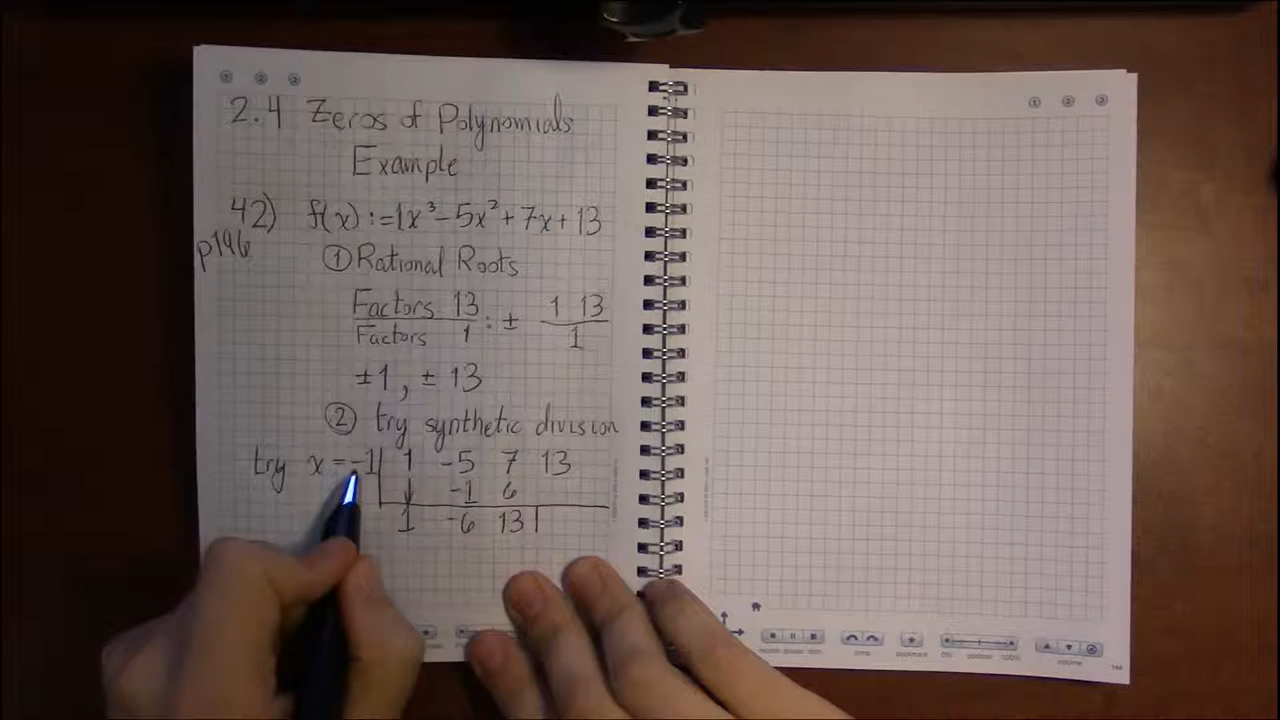 2.4 Zeros of Polynomials
Example
42) f(x) := 1x³ - 5x² + 7x + 13
p196
① Rational Roots
Factors 13 / Factors 1 : ± 1 13 / 1
±1, ± 13
② try synthetic division
try x = -1 | 1 -5 7 13
↓ -1 6
1 -6 13 |